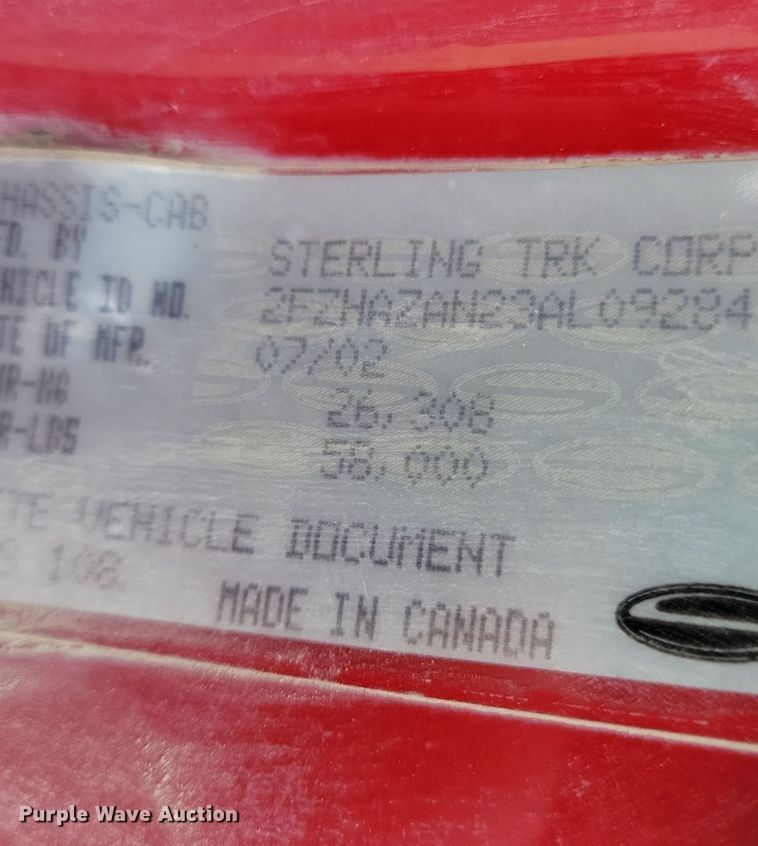 HASSIS-CAB
FD. BY STERLING TRK CORP
HICLE ID NO. 2FZHAZAN23AL09284
TE OF MFR. 07/02
R-KG 26,308
R-LBS 58,000
TE VEHICLE DOCUMENT
S 108
MADE IN CANADA
Purple Wave Auction